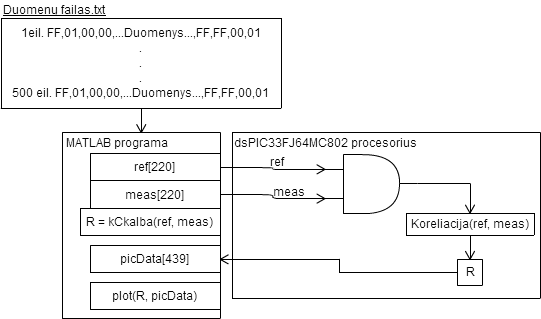 Duomenų failas.txt
1eil. FF,01,00,00,...Duomenys...,FF,FF,00,01
.
.
.
500 eil. FF,01,00,00,...Duomenys...,FF,FF,00,01
MATLAB programa
dsPIC33FJ64MC802 procesorius
ref[220]
ref
meas[220]
meas
R = kCkalba(ref, meas)
Koreliacija(ref, meas)
picData[439]
R
plot(R, picData)